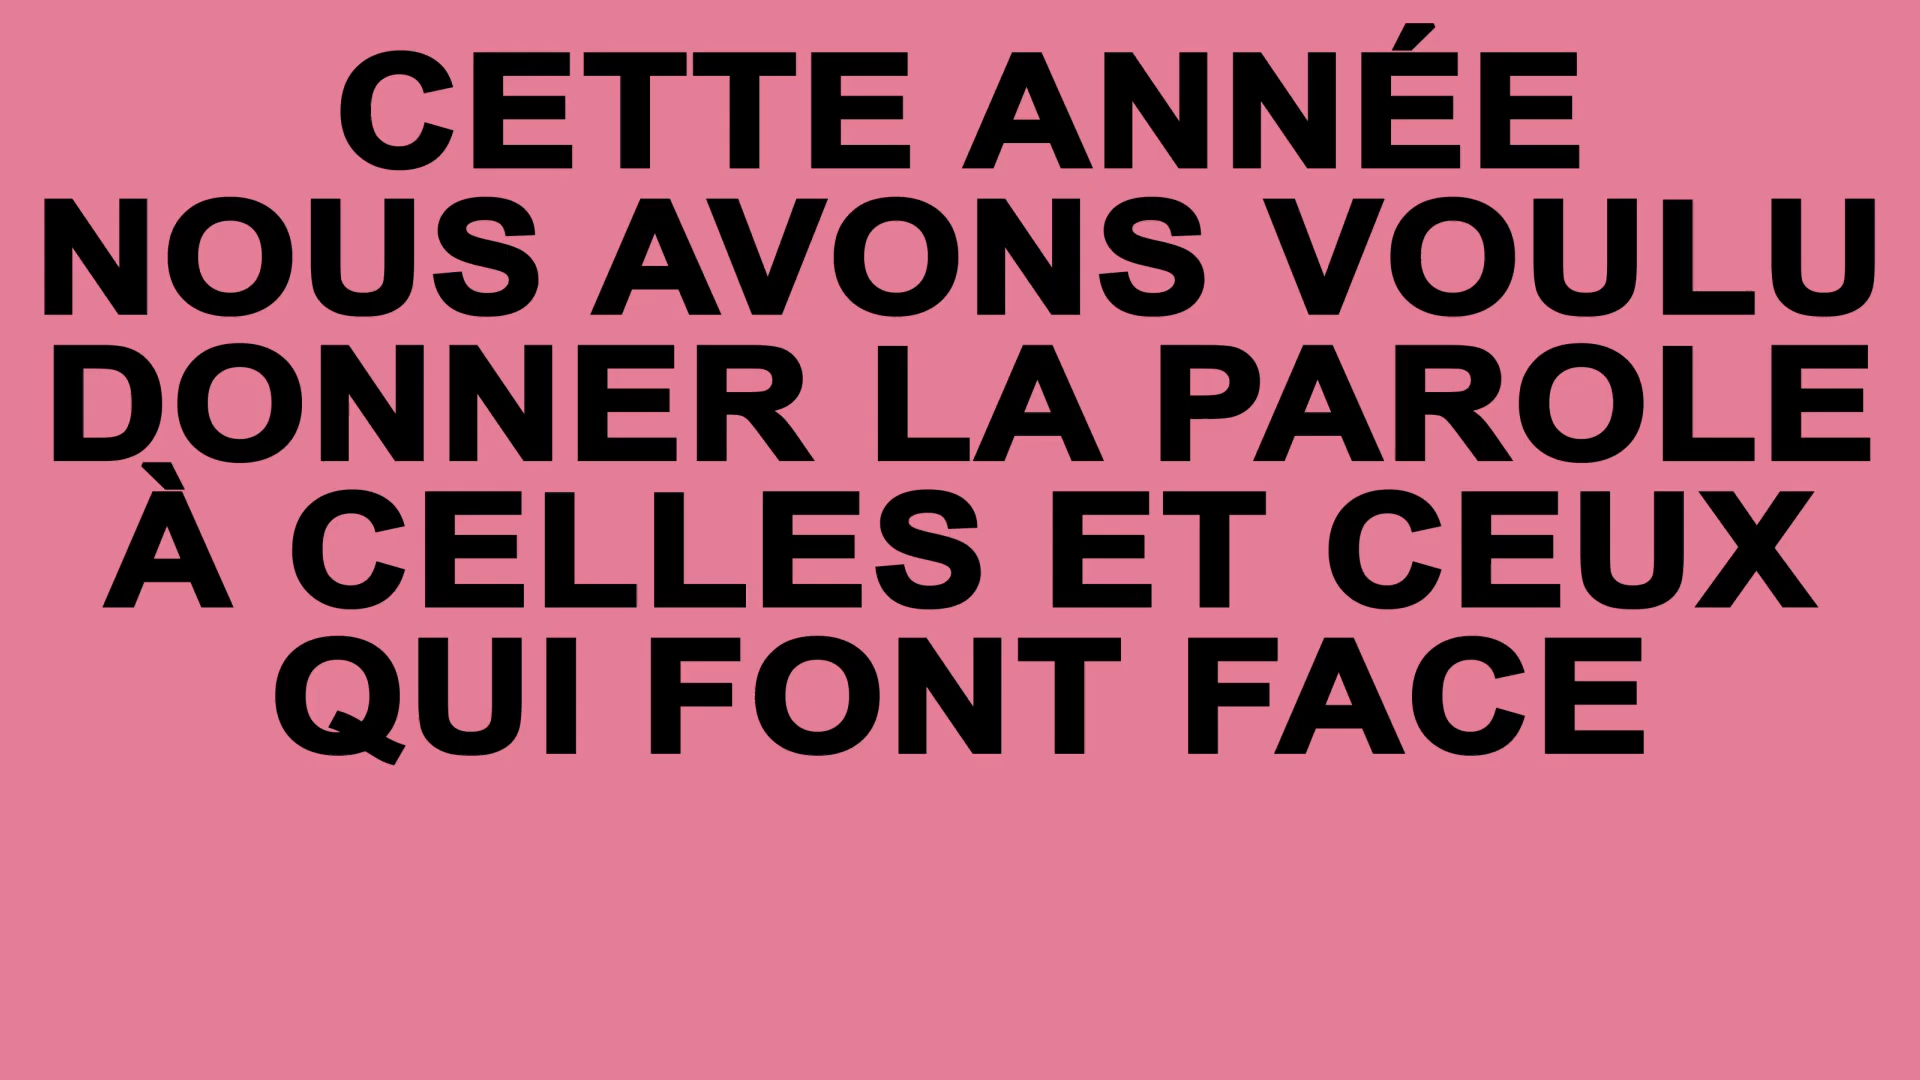 CETTE ANNÉE
NOUS AVONS VOULU
DONNER LA PAROLE
À CELLES ET CEUX
QUI FONT FACE